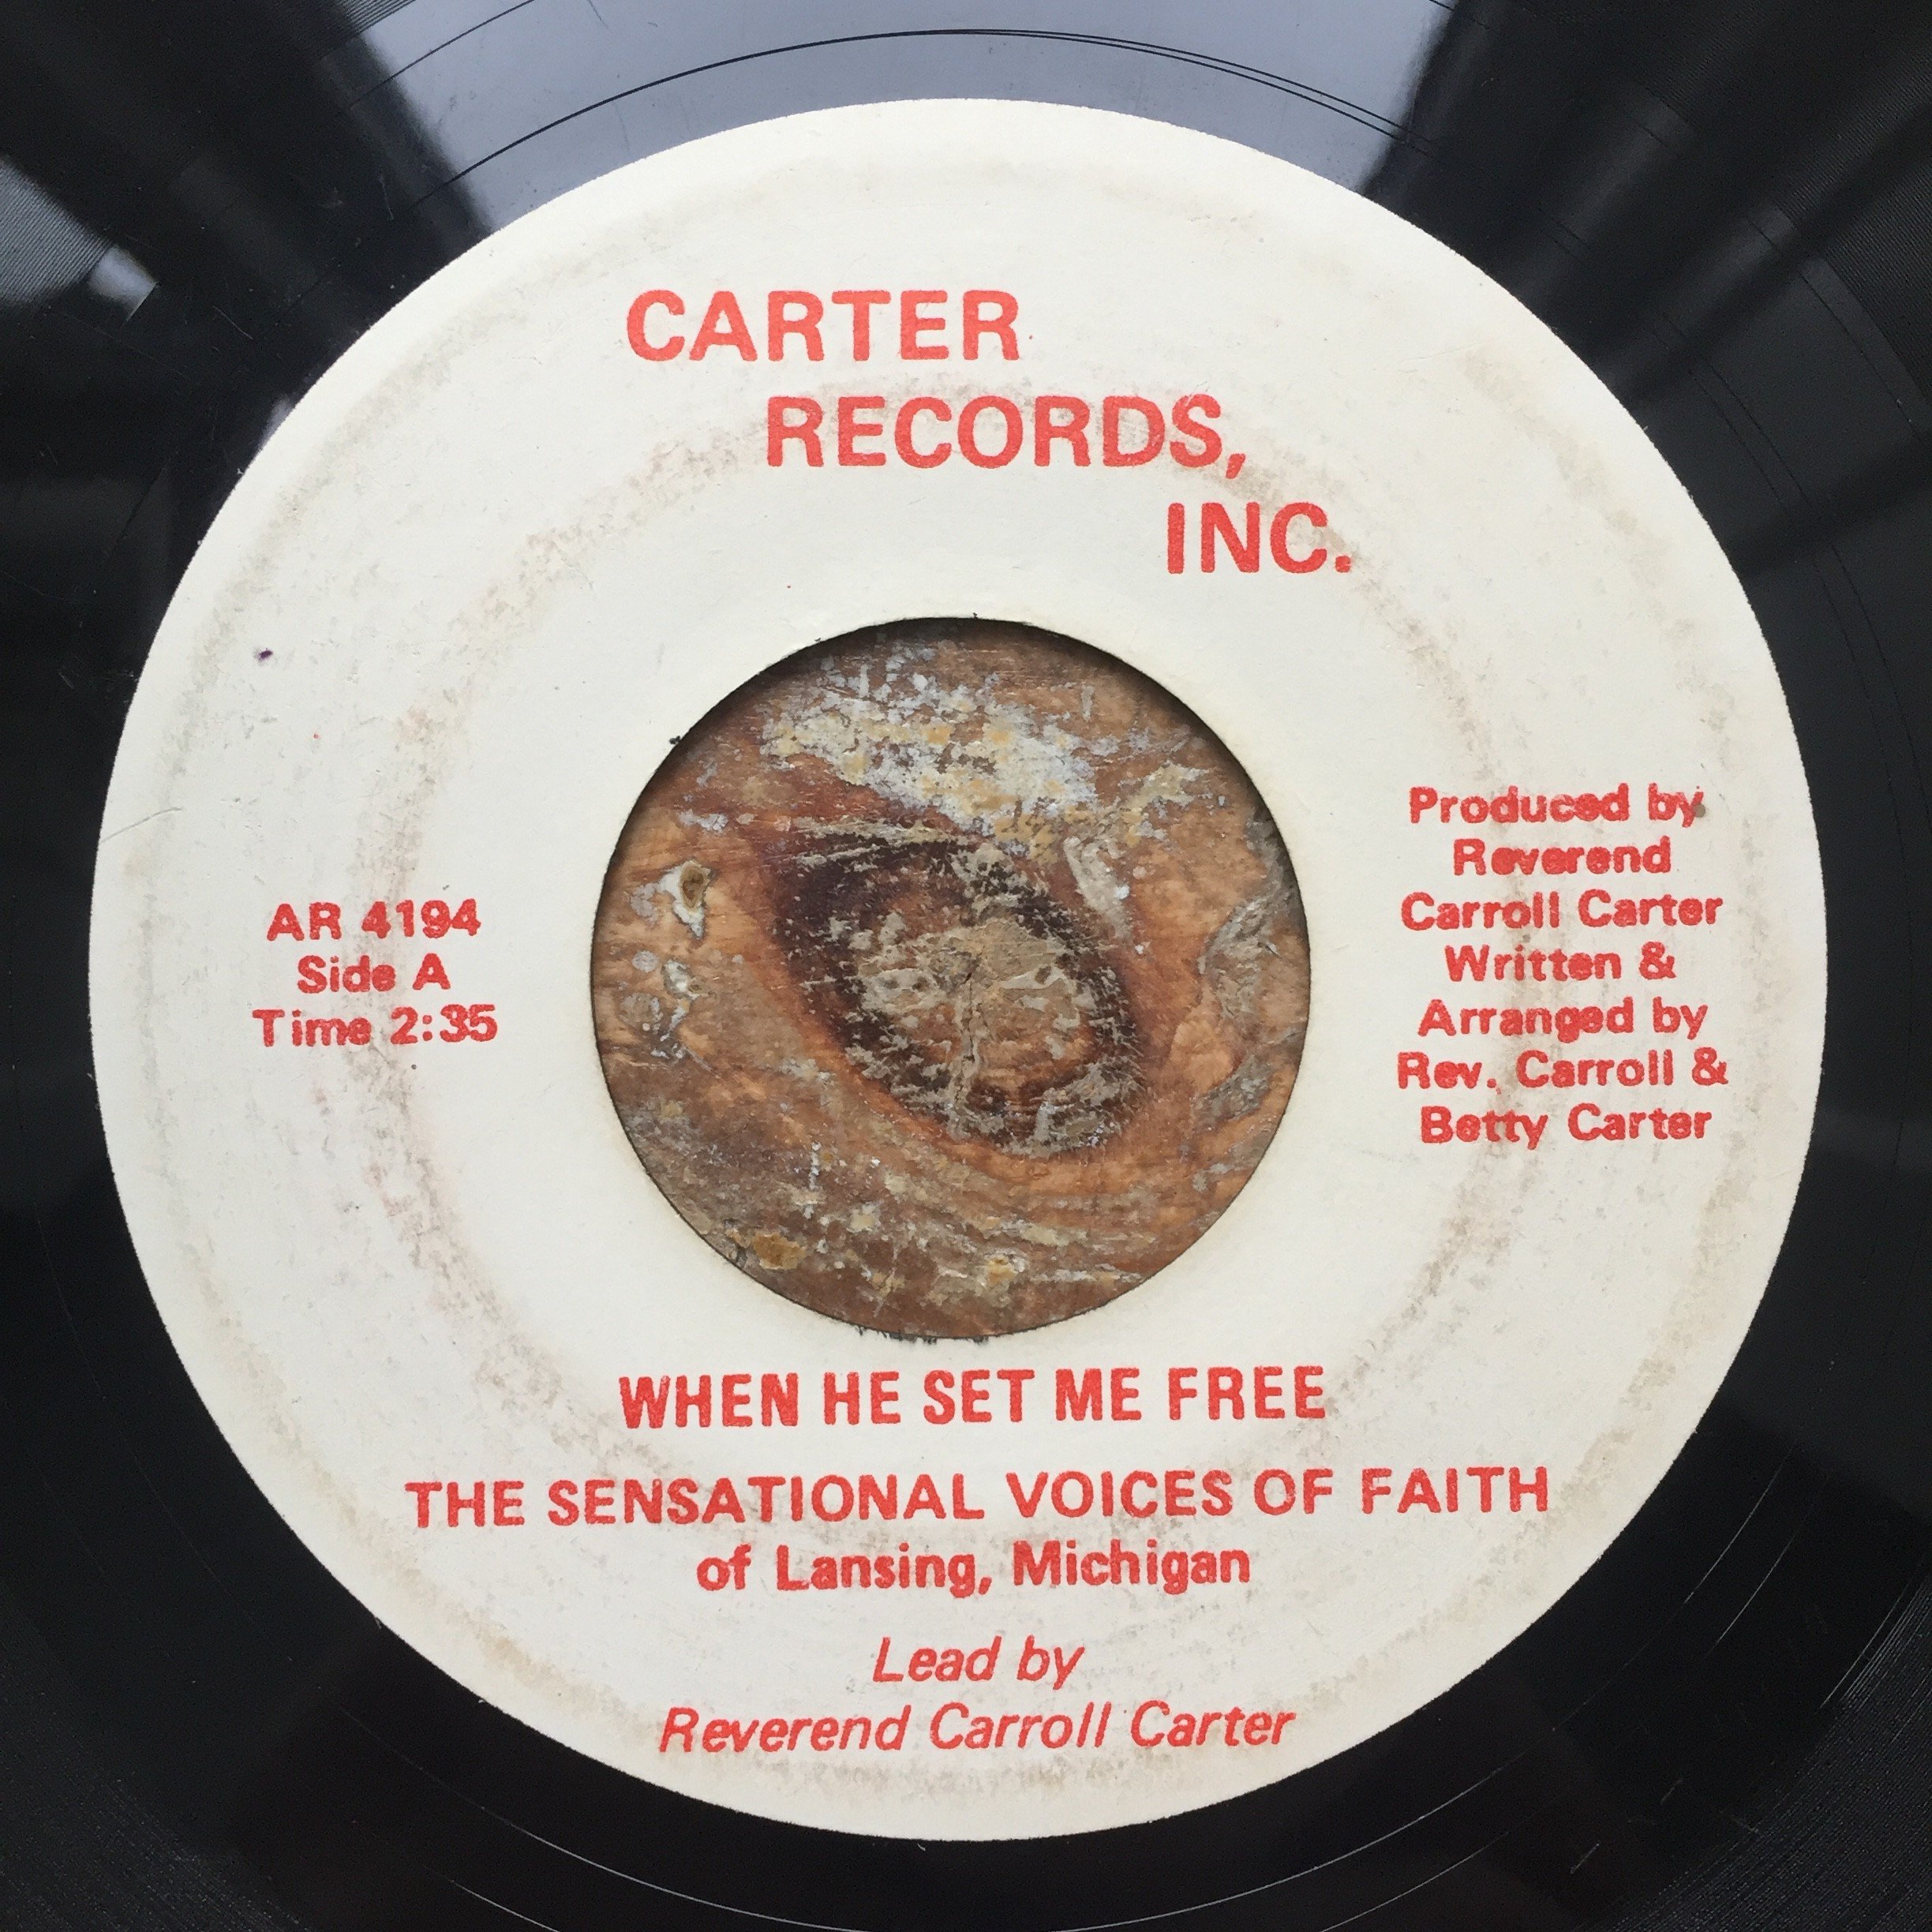 CARTER
RECORDS,
INC.
AR 4194
Side A
Time 2:35
Produced by
Reverend
Carroll Carter
Written &
Arranged by
Rev. Carroll &
Betty Carter
WHEN HE SET ME FREE
THE SENSATIONAL VOICES OF FAITH
of Lansing, Michigan
Lead by
Reverend Carroll Carter